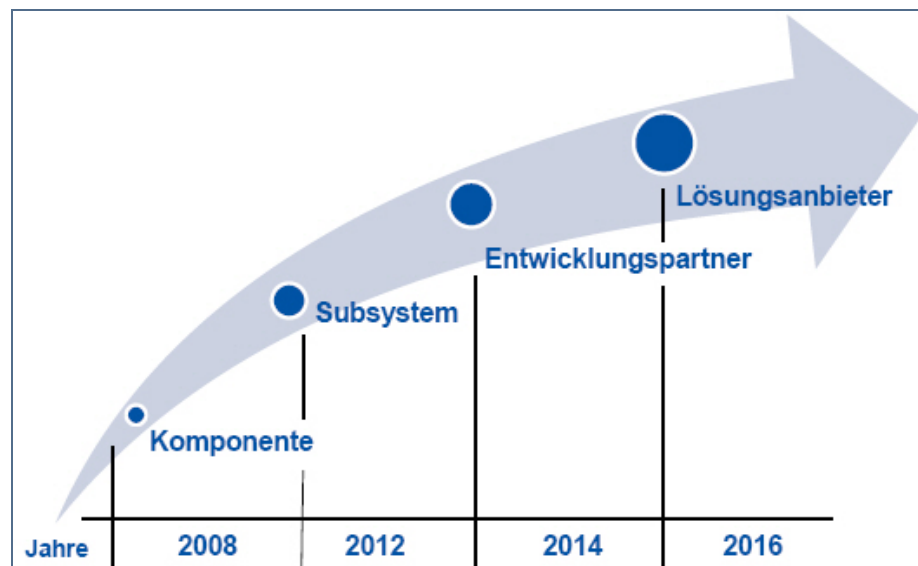 Lösungsanbieter
Entwicklungspartner
Subsystem
Komponente
Jahre 2008 2012 2014 2016